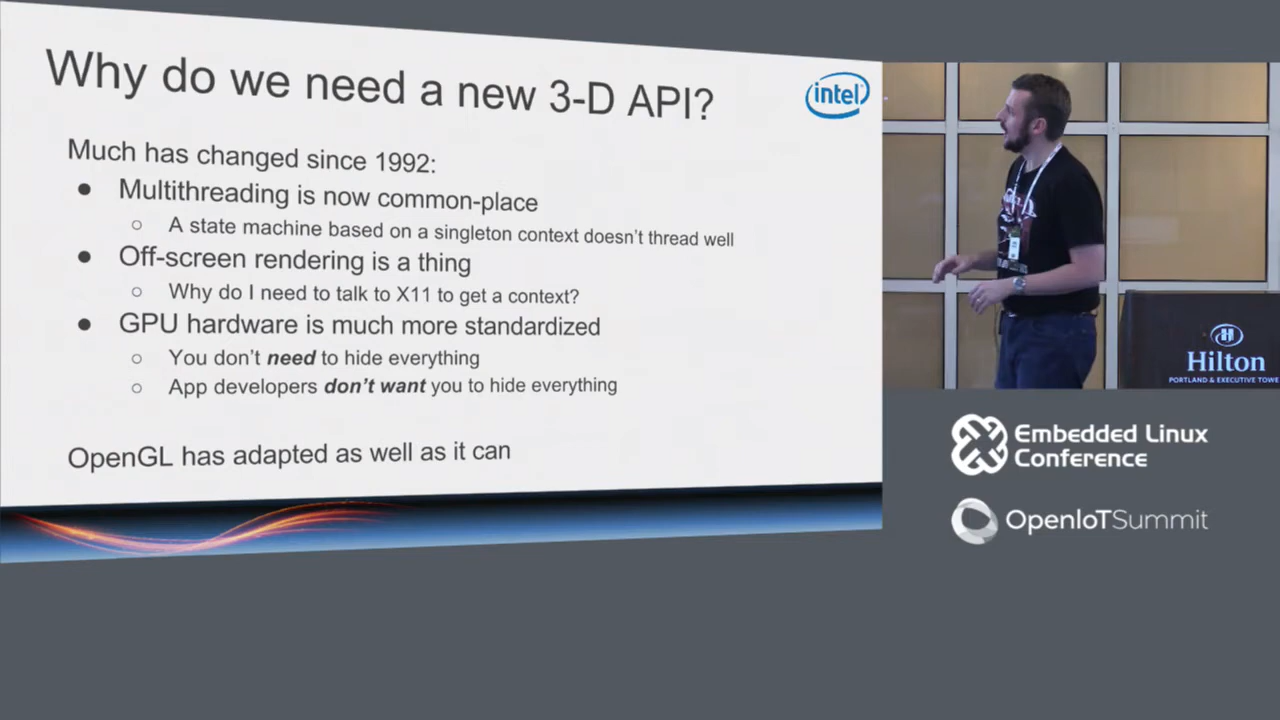 Why do we need a new 3-D API?
intel
Much has changed since 1992:
● Multithreading is now common-place
○ A state machine based on a singleton context doesn't thread well
● Off-screen rendering is a thing
○ Why do I need to talk to X11 to get a context?
● GPU hardware is much more standardized
○ You don't need to hide everything
○ App developers don't want you to hide everything
OpenGL has adapted as well as it can
H
Hilton
PORTLAND & EXECUTIVE TOWE
Embedded Linux
Conference
OpenIoTSummit